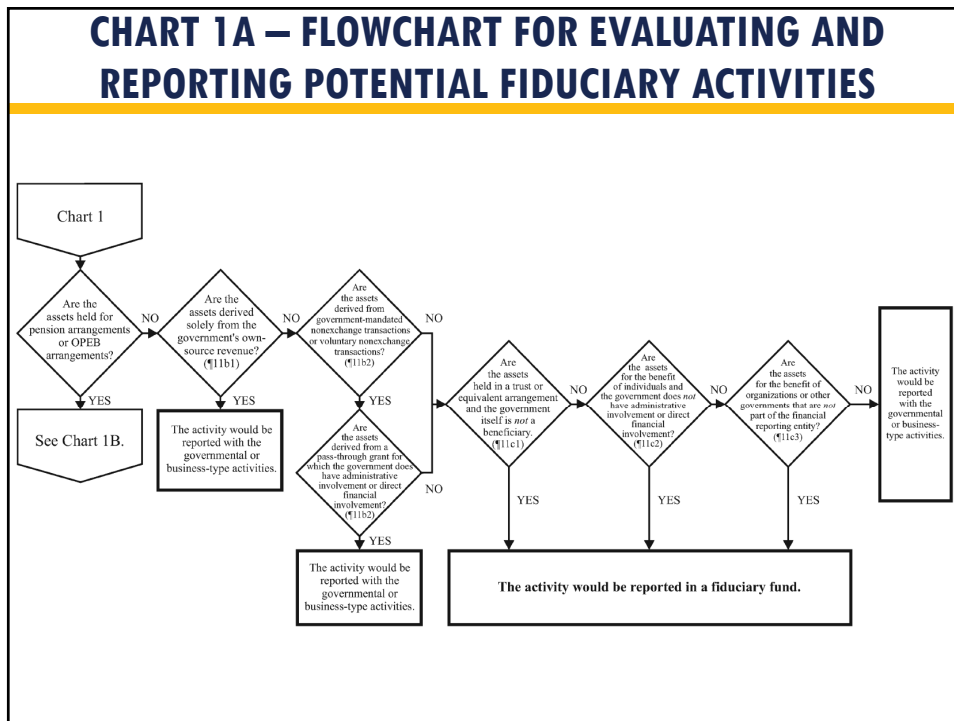 CHART 1A – FLOWCHART FOR EVALUATING AND
REPORTING POTENTIAL FIDUCIARY ACTIVITIES
Chart 1
Are the
assets held for
pension arrangements
or OPEB
arrangements?
NO
YES
See Chart 1B.
Are the
assets derived
solely from the
government's own-
source revenue?
(¶11b1)
NO
YES
The activity would be
reported with the
governmental or
business-type activities.
Are
the assets
derived from
government-mandated
nonexchange transactions
or voluntary nonexchange
transactions?
(¶11b2)
NO
YES
Are
the assets
derived from a
pass-through grant for
which the government does
have administrative
involvement or direct
financial
involvement?
(¶11b2)
NO
YES
The activity would be
reported with the
governmental or
business-type activities.
Are
the assets
held in a trust or
equivalent arrangement
and the government
itself is not a
beneficiary.
(¶11c1)
NO
YES
Are
the assets
for the benefit
of individuals and
the government does not
have administrative
involvement or direct
financial
involvement?
(¶11c2)
NO
YES
Are
the assets
for the benefit of
organizations or other
governments that are not
part of the financial
reporting entity?
(¶11c3)
NO
YES
The activity
would be
reported
with the
governmental
or business-
type activities.
The activity would be reported in a fiduciary fund.